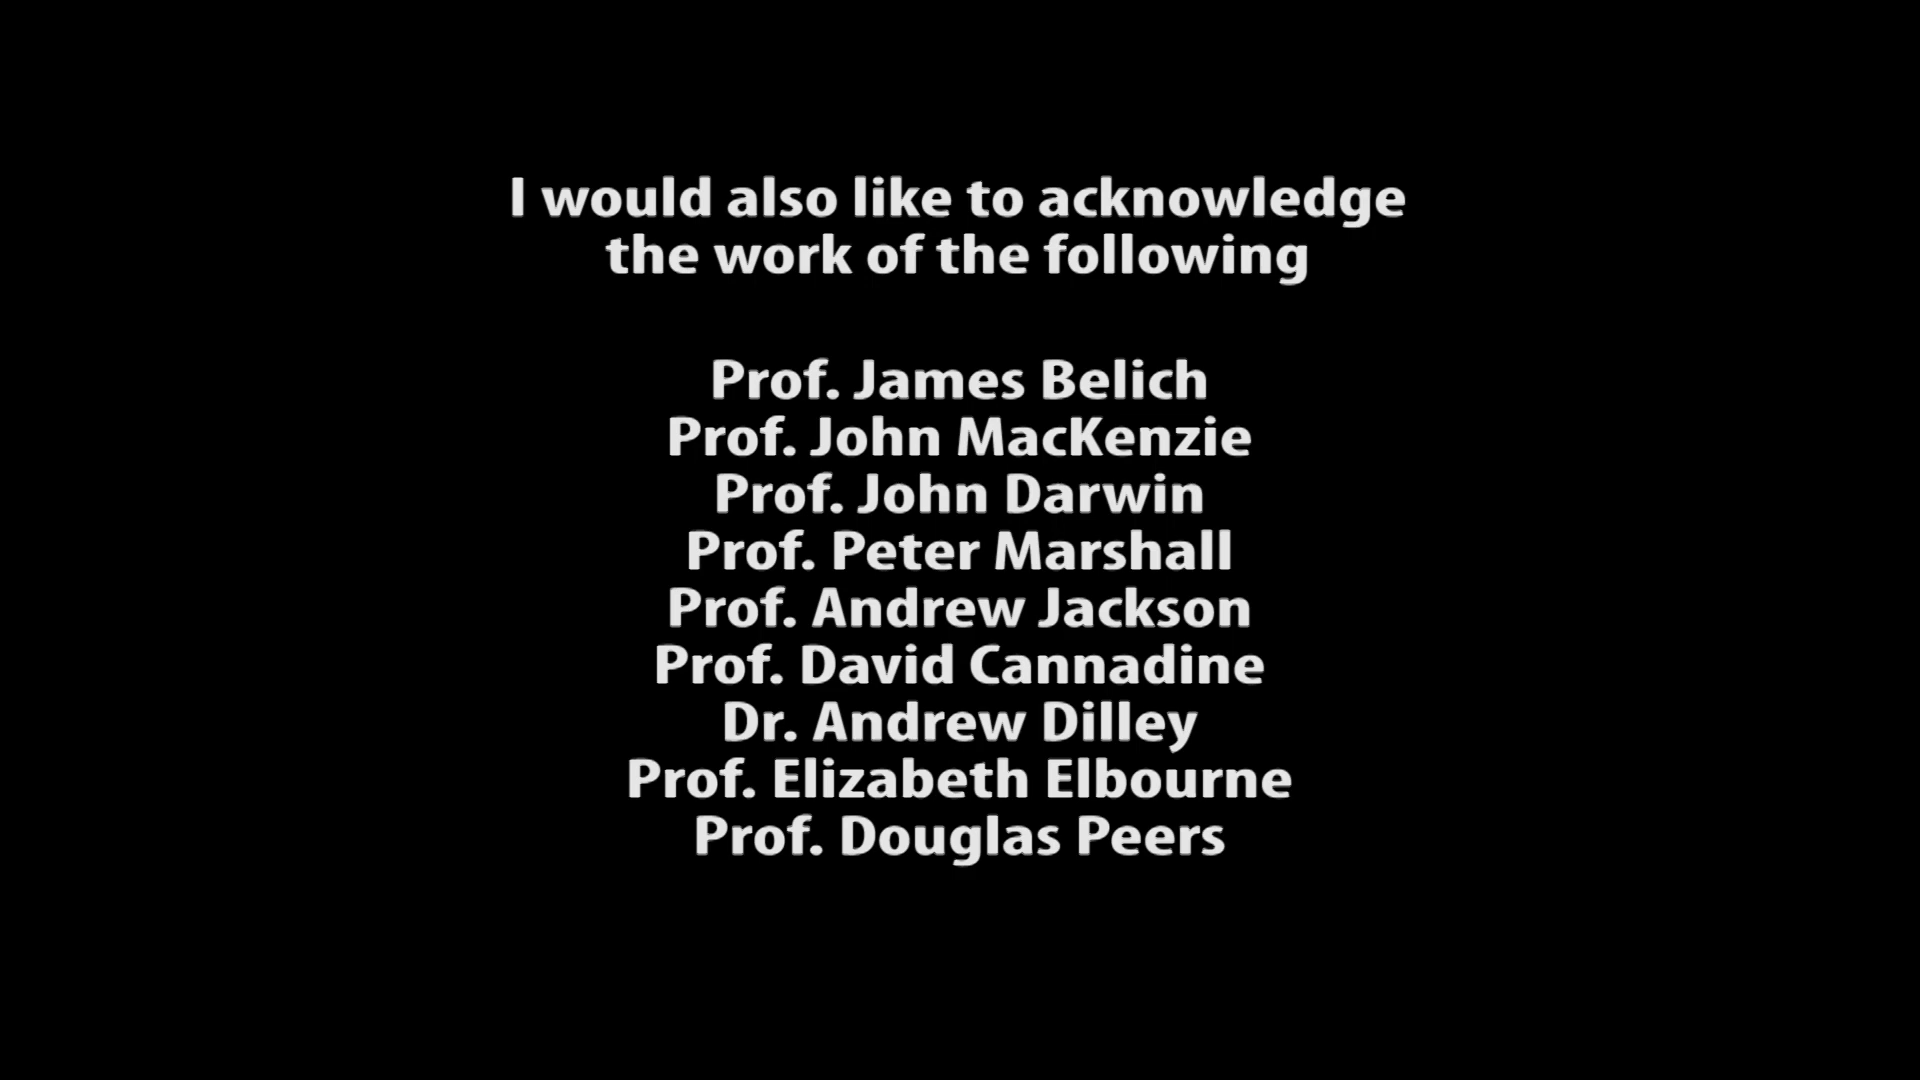 I would also like to acknowledge
the work of the following
Prof. James Belich
Prof. John MacKenzie
Prof. John Darwin
Prof. Peter Marshall
Prof. Andrew Jackson
Prof. David Cannadine
Dr. Andrew Dilley
Prof. Elizabeth Elbourne
Prof. Douglas Peers